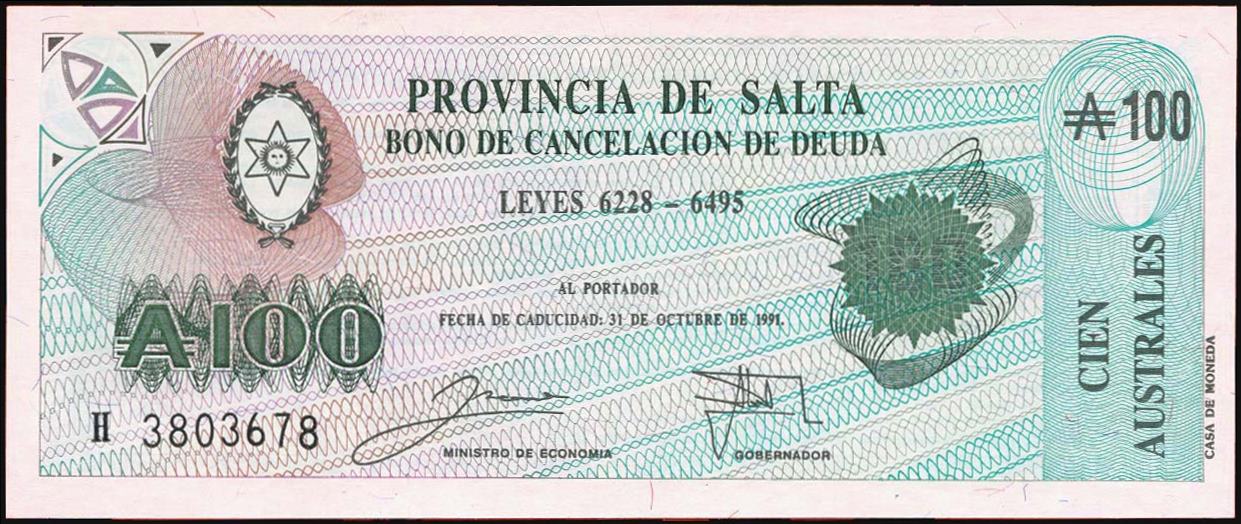 PROVINCIA DE SALTA
BONO DE CANCELACION DE DEUDA
₳ 100
LEYES 6228 – 6495
AL PORTADOR
FECHA DE CADUCIDAD: 31 DE OCTUBRE DE 1991.
₳100
H 3803678
MINISTRO DE ECONOMIA
GOBERNADOR
CIEN
AUSTRALES
CASA DE MONEDA